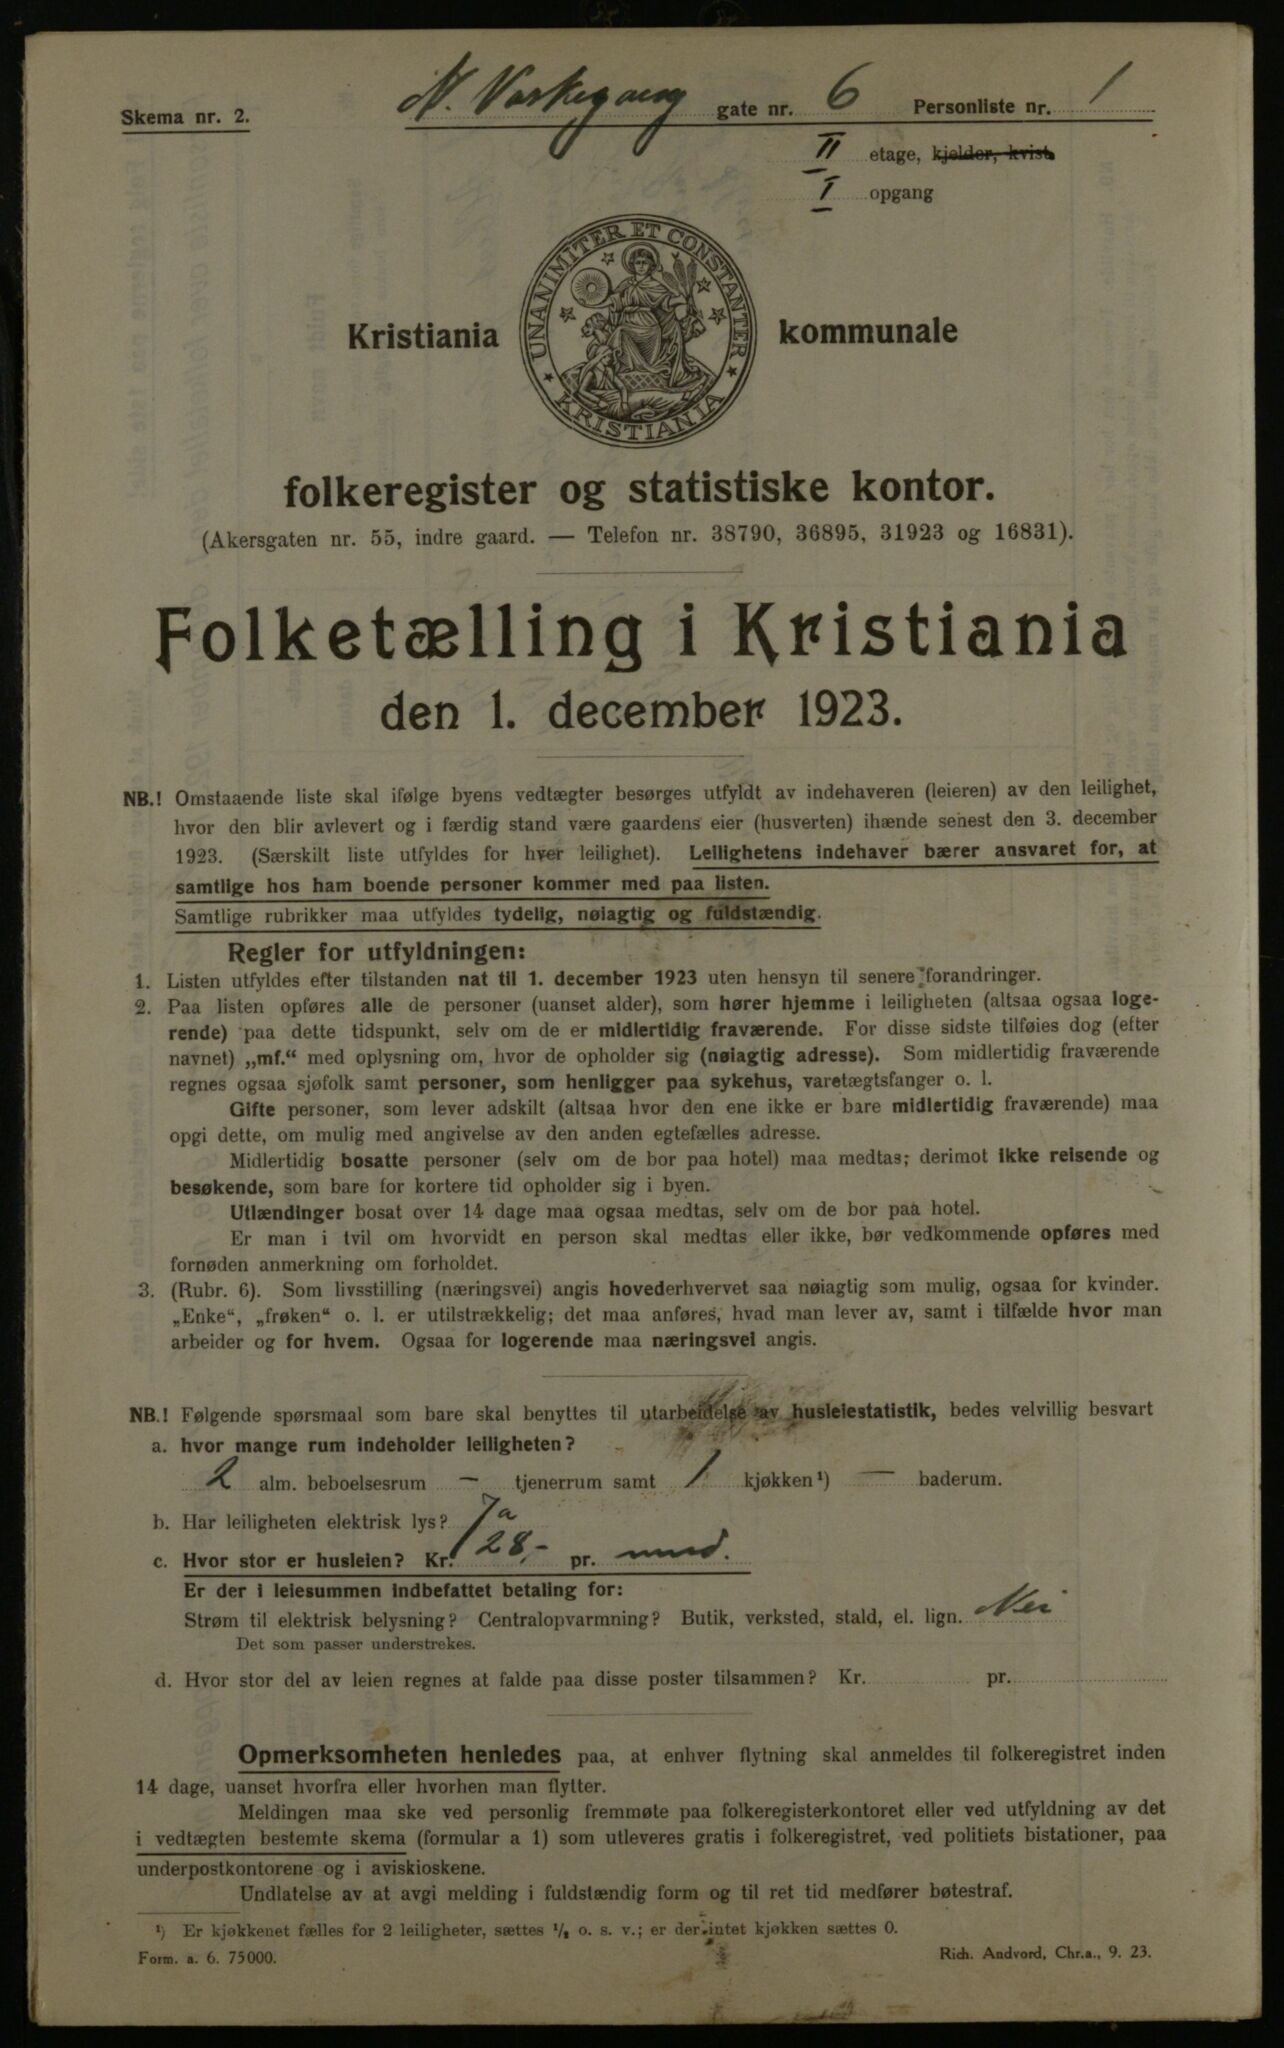 Skema nr. 2.
N. Vaskegang gate nr. 6 Personliste nr. 1
II etage, kjelder, kvist.
I opgang
UNANIMITER ET CONSTANTER
KRISTIANIA
Kristiania kommunale
folkeregister og statistiske kontor.
(Akersgaten nr. 55, indre gaard. — Telefon nr. 38790, 36895, 31923 og 16831).
Folketælling i Kristiania
den 1. december 1923.
NB.! Omstaaende liste skal ifølge byens vedtægter besørges utfyldt av indehaveren (leieren) av den leilighet,
hvor den blir avlevert og i færdig stand være gaardens eier (husverten) ihænde senest den 3. december
1923. (Særskilt liste utfyldes for hver leilighet). Leilighetens indehaver bærer ansvaret for, at
samtlige hos ham boende personer kommer med paa listen.
Samtlige rubrikker maa utfyldes tydelig, nøiagtig og fuldstændig.
Regler for utfyldningen:
1. Listen utfyldes efter tilstanden nat til 1. december 1923 uten hensyn til senere forandringer.
2. Paa listen opføres alle de personer (uanset alder), som hører hjemme i leiligheten (altsaa ogsaa loge-
rende) paa dette tidspunkt, selv om de er midlertidig fraværende. For disse sidste tilføies dog (efter
navnet) „mf.“ med oplysning om, hvor de opholder sig (nøiagtig adresse). Som midlertidig fraværende
regnes ogsaa sjøfolk samt personer, som henligger paa sykehus, varetægtsfanger o. l.
Gifte personer, som lever adskilt (altsaa hvor den ene ikke er bare midlertidig fraværende) maa
opgi dette, om mulig med angivelse av den anden egtefælles adresse.
Midlertidig bosatte personer (selv om de bor paa hotel) maa medtas; derimot ikke reisende og
besøkende, som bare for kortere tid opholder sig i byen.
Utlændinger bosat over 14 dage maa ogsaa medtas, selv om de bor paa hotel.
Er man i tvil om hvorvidt en person skal medtas eller ikke, bør vedkommende opføres med
fornøden anmerkning om forholdet.
3. (Rubr. 6). Som livsstilling (næringsvei) angis hovederhvervet saa nøiagtig som mulig, ogsaa for kvinder.
„Enke“, „frøken“ o. l. er utilstrækkelig; det maa anføres, hvad man lever av, samt i tilfælde hvor man
arbeider og for hvem. Ogsaa for logerende maa næringsvei angis.
NB.! Følgende spørsmaal som bare skal benyttes til utarbeidelse av husleiestatistik, bedes velvillig besvart
a. hvor mange rum indeholder leiligheten?
2 alm. beboelsesrum — tjenerrum samt 1 kjøkken¹) — baderum.
b. Har leiligheten elektrisk lys? Ja
c. Hvor stor er husleien? Kr. 28,- pr. mnd.
Er der i leiesummen indbefattet betaling for:
Strøm til elektrisk belysning? Centralopvarmning? Butik, verksted, stald, el. lign. Nei
Det som passer understrekes.
d. Hvor stor del av leien regnes at falde paa disse poster tilsammen? Kr. pr.
Opmerksomheten henledes paa, at enhver flytning skal anmeldes til folkeregistret inden
14 dage, uanset hvorfra eller hvorhen man flytter.
Meldingen maa ske ved personlig fremmøte paa folkeregisterkontoret eller ved utfyldning av det
i vedtægten bestemte skema (formular a 1) som utleveres gratis i folkeregistret, ved politiets bistationer, paa
underpostkontorene og i aviskioskene.
Undlatelse av at avgi melding i fuldstændig form og til ret tid medfører bøtestraf.
¹) Er kjøkkenet fælles for 2 leiligheter, sættes ½ o. s. v.; er der intet kjøkken sættes 0.
Form. a. 6. 75000.
Rich. Andvord, Chr.a., 9. 23.